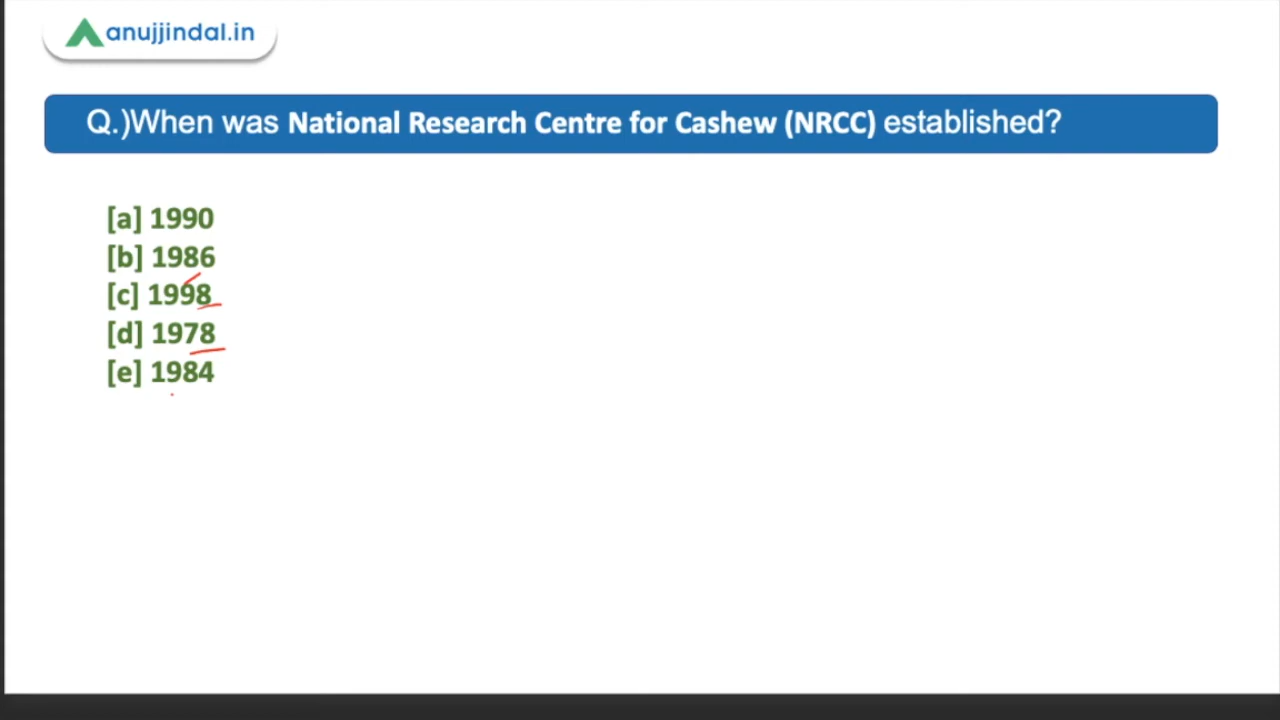 anujjindal.in
Q.)When was National Research Centre for Cashew (NRCC) established?
[a] 1990
[b] 1986
[c] 1998
[d] 1978
[e] 1984